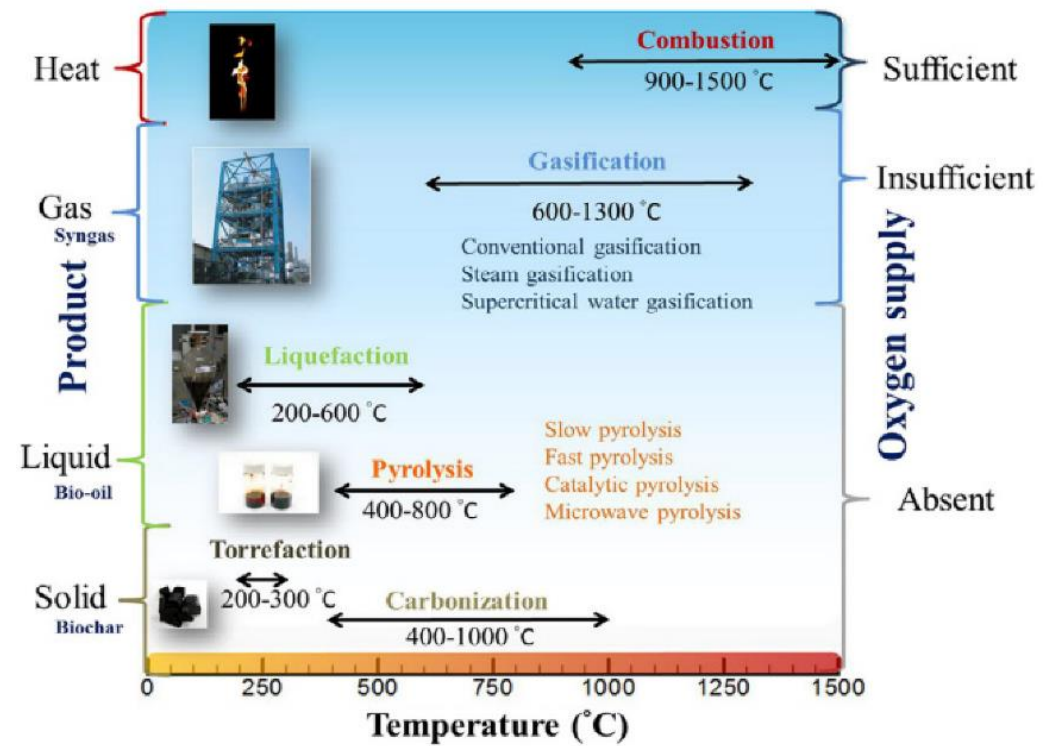 Heat
Combustion
900-1500 °C
Sufficient
Gas
Syngas
Gasification
600-1300 °C
Conventional gasification
Steam gasification
Supercritical water gasification
Insufficient
Product
Oxygen supply
Liquefaction
200-600 °C
Liquid
Bio-oil
Pyrolysis
400-800 °C
Slow pyrolysis
Fast pyrolysis
Catalytic pyrolysis
Microwave pyrolysis
Absent
Solid
Biochar
Torrefaction
200-300 °C
Carbonization
400-1000 °C
0 250 500 750 1000 1250 1500
Temperature (°C)